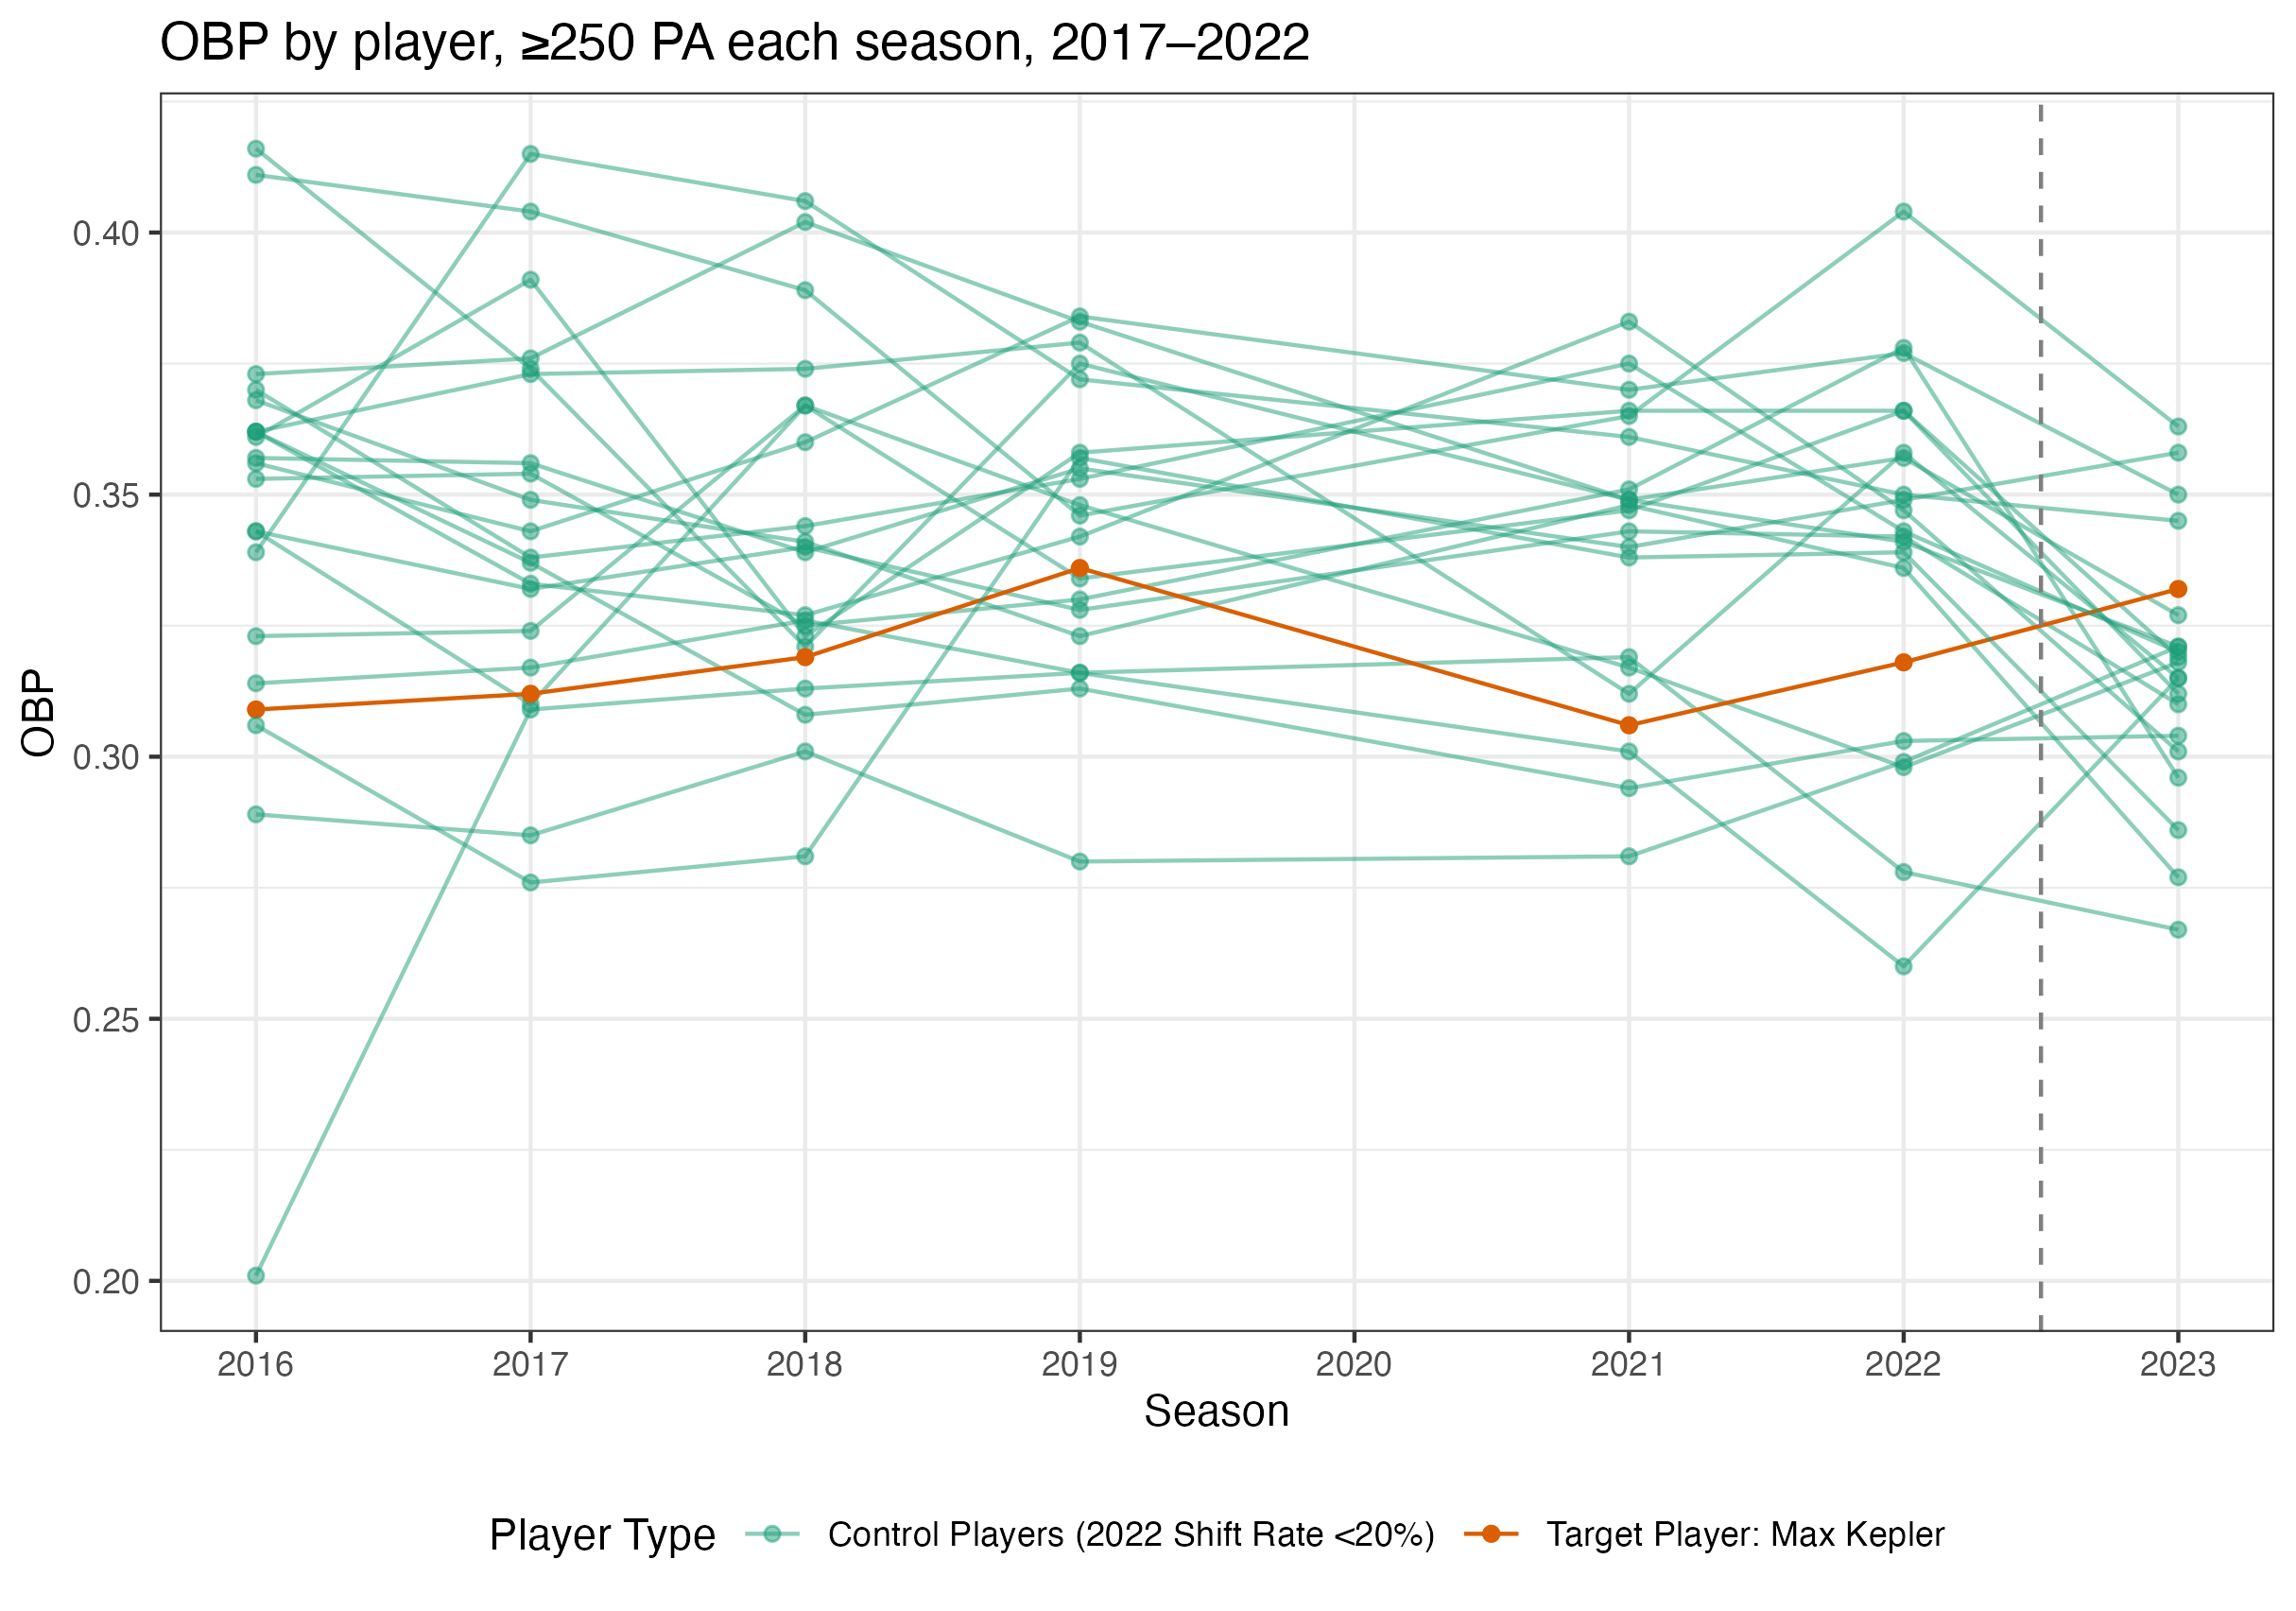 OBP by player, ≥250 PA each season, 2017–2022
OBP
0.40
0.35
0.30
0.25
0.20
2016 2017 2018 2019 2020 2021 2022 2023
Season
Player Type Control Players (2022 Shift Rate <20%) Target Player: Max Kepler